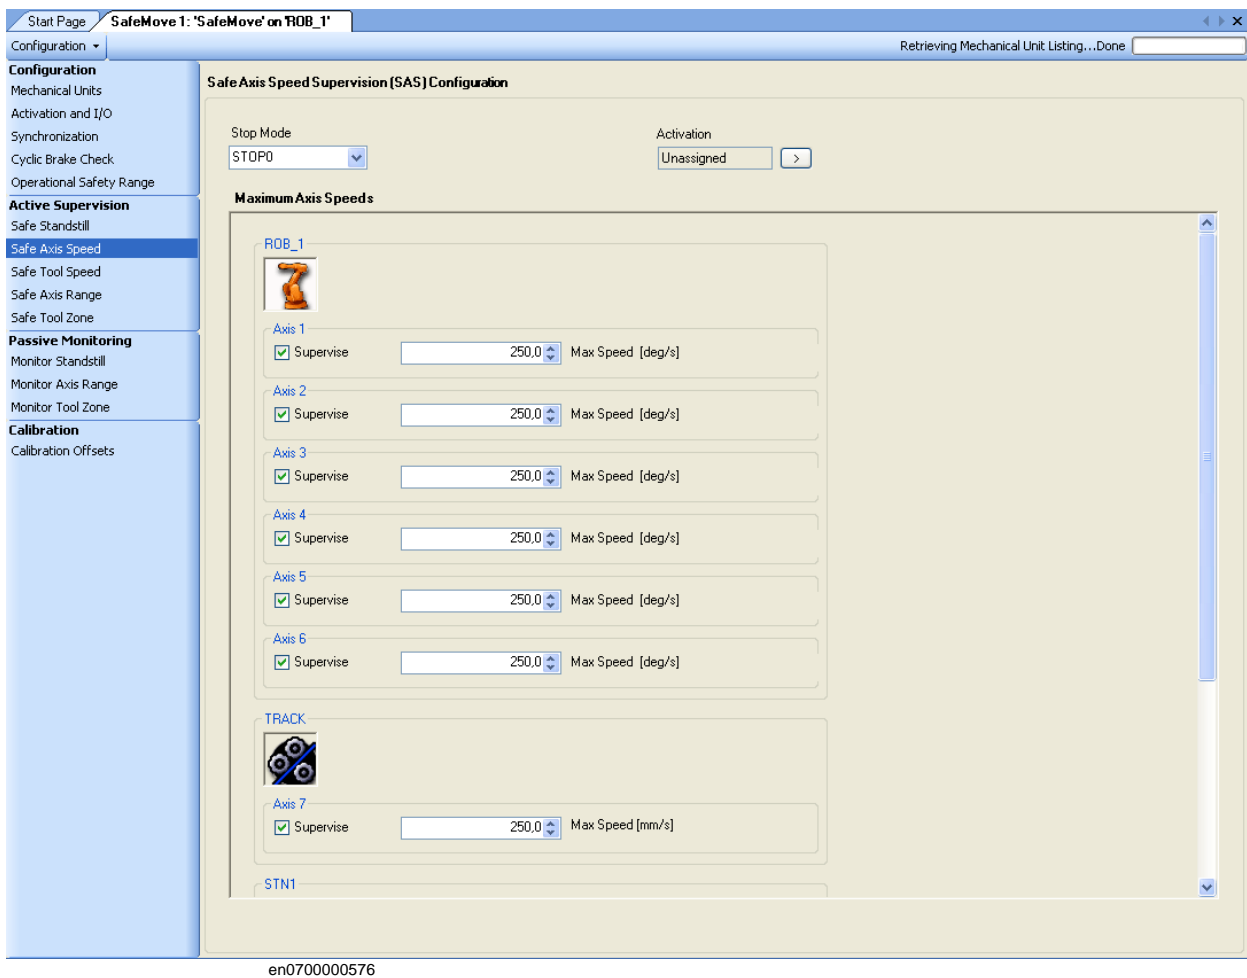 Start Page
SafeMove 1: 'SafeMove' on 'ROB_1'
Configuration
Retrieving Mechanical Unit Listing...Done
Configuration
Mechanical Units
Activation and I/O
Synchronization
Cyclic Brake Check
Operational Safety Range
Active Supervision
Safe Standstill
Safe Axis Speed
Safe Tool Speed
Safe Axis Range
Safe Tool Zone
Passive Monitoring
Monitor Standstill
Monitor Axis Range
Monitor Tool Zone
Calibration
Calibration Offsets
Safe Axis Speed Supervision (SAS) Configuration
Stop Mode
STOP0
Activation
Unassigned
>
Maximum Axis Speeds
ROB_1
Axis 1
Supervise 250,0 Max Speed [deg/s]
Axis 2
Supervise 250,0 Max Speed [deg/s]
Axis 3
Supervise 250,0 Max Speed [deg/s]
Axis 4
Supervise 250,0 Max Speed [deg/s]
Axis 5
Supervise 250,0 Max Speed [deg/s]
Axis 6
Supervise 250,0 Max Speed [deg/s]
TRACK
Axis 7
Supervise 250,0 Max Speed [mm/s]
STN1
en0700000576